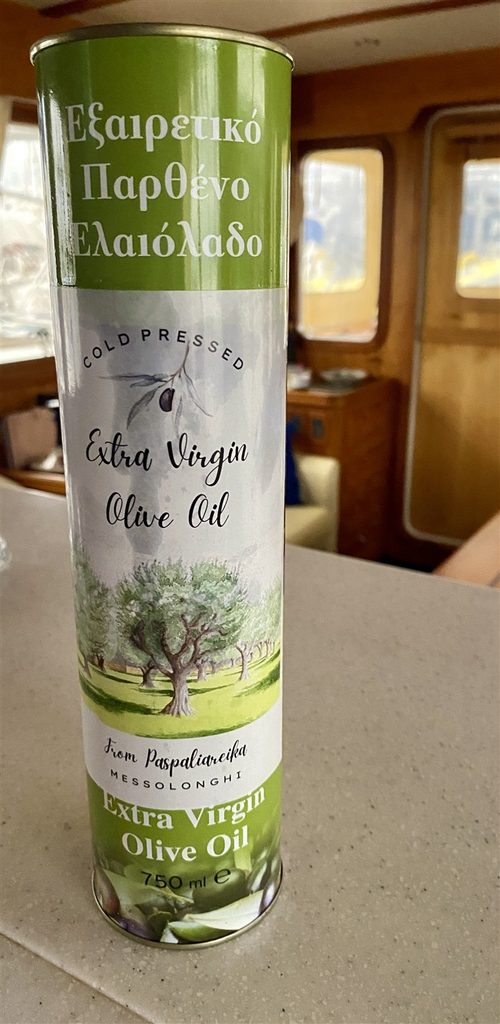 Εξαιρετικό
Παρθένο
Ελαιόλαδο
COLD PRESSED
Extra Virgin
Olive Oil
From Paspaliareika
MESSOLONGHI
Extra Virgin
Olive Oil
750 ml e